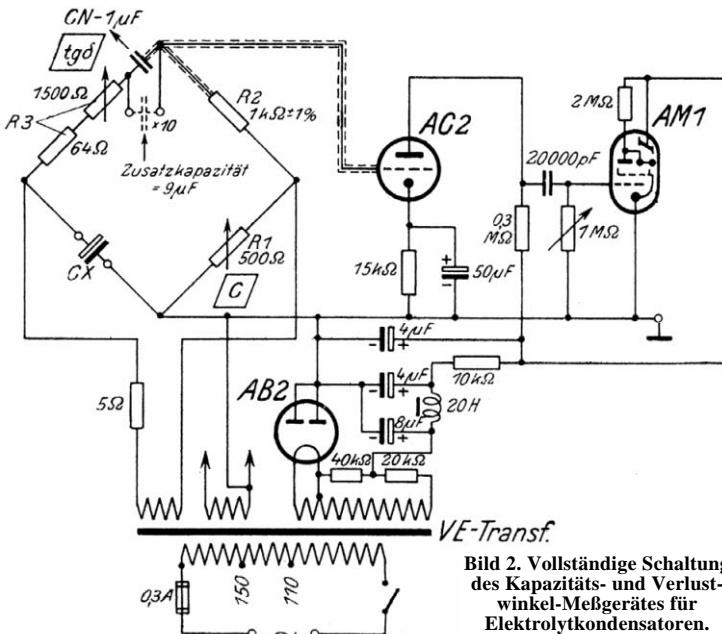 CN-1µF
tgδ
1500Ω
R3
64Ω
×10
Zusatzkapazität
= 9µF
R2
1kΩ±1%
CX
R1
500Ω
C
5Ω
AC2
15kΩ
+
-
50µF
AM1
2MΩ
20000pF
0,3
MΩ
1MΩ
4µF
- +
4µF
- +
8µF
- +
10kΩ
20H
AB2
40kΩ
20kΩ
VE-Transf.
0,3A
150
110
Bild 2. Vollständige Schaltung
des Kapazitäts- und Verlust-
winkel-Meßgerätes für
Elektrolytkondensatoren.